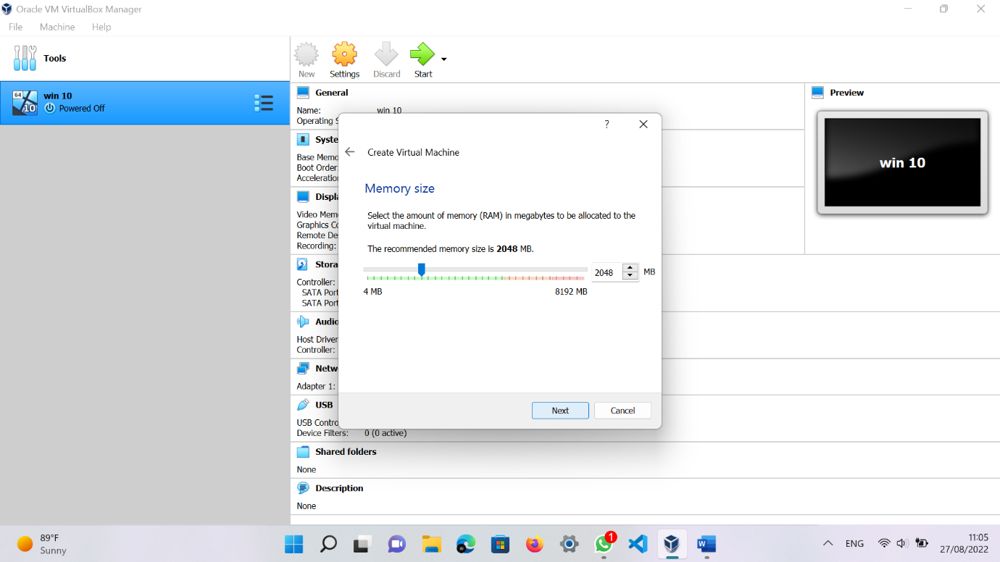 Oracle VM VirtualBox Manager
File Machine Help
Tools
New Settings Discard Start
64
10
win 10
Powered Off
General
Name: win 10
Operating S
Syste
Base Memo
Boot Order:
Acceleration
Displa
Video Mem
Graphics Co
Remote De
Recording:
Stora
Controller:
SATA Port
SATA Port
Audio
Host Driver
Controller:
Netw
Adapter 1:
USB
USB Contro
Device Filters: 0 (0 active)
Shared folders
None
Description
None
Preview
win 10
?
Create Virtual Machine
Memory size
Select the amount of memory (RAM) in megabytes to be allocated to the
virtual machine.
The recommended memory size is 2048 MB.
2048 MB
4 MB 8192 MB
Next Cancel
89°F
Sunny
1
ENG
11:05
27/08/2022